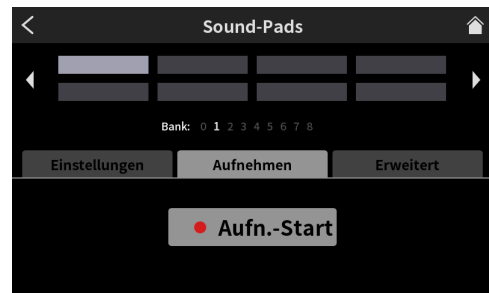 Sound-Pads
Bank: 0 1 2 3 4 5 6 7 8
Einstellungen Aufnehmen Erweitert
Aufn.-Start